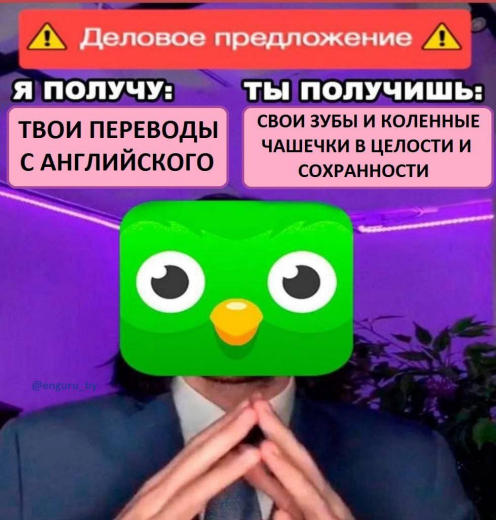 Деловое предложение
Я ПОЛУЧУ:
ТЫ ПОЛУЧИШЬ:
ТВОИ ПЕРЕВОДЫ
С АНГЛИЙСКОГО
СВОИ ЗУБЫ И КОЛЕННЫЕ
ЧАШЕЧКИ В ЦЕЛОСТИ И
СОХРАННОСТИ
@enguru_by